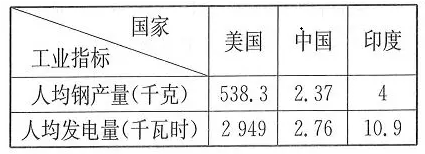 国家
工业指标 美国 中国 印度
人均钢产量(千克) 538.3 2.37 4
人均发电量(千瓦时) 2 949 2.76 10.9